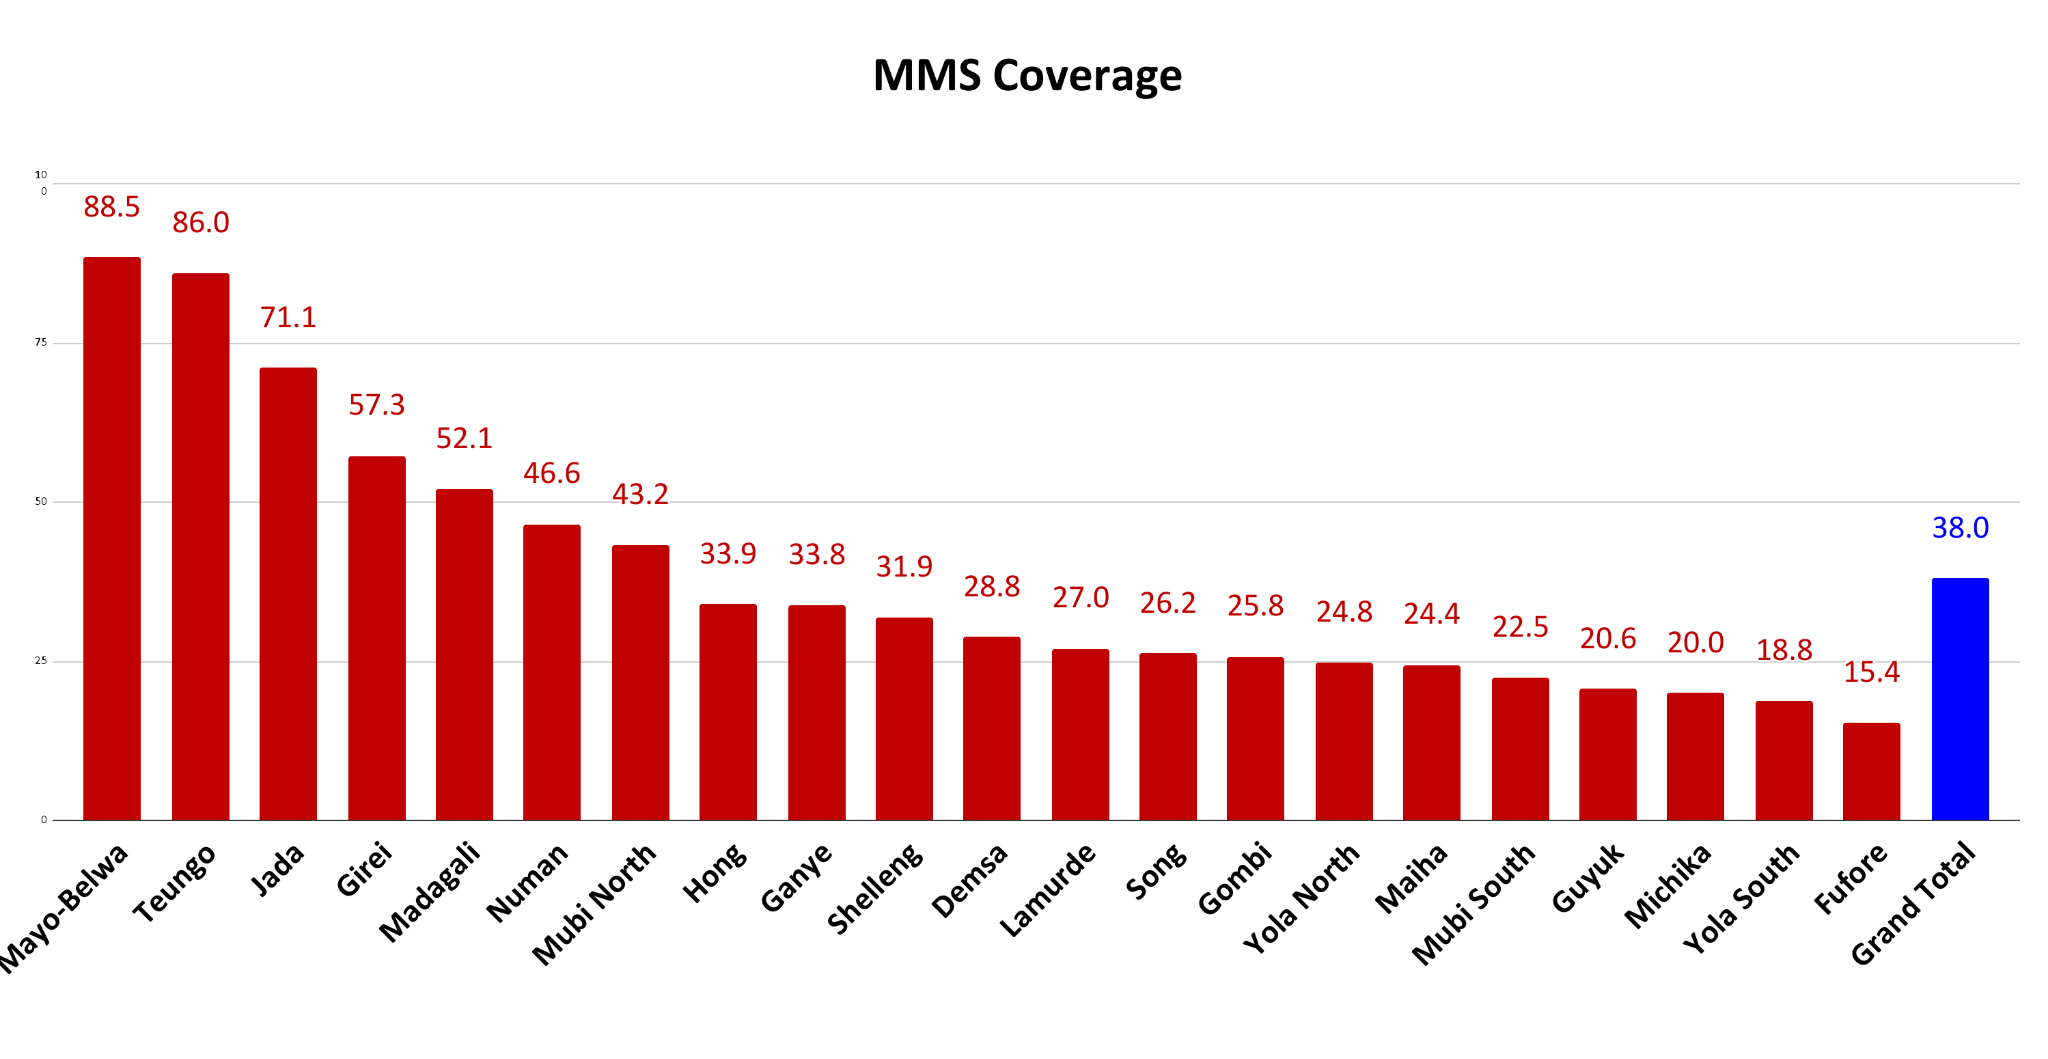 MMS Coverage
10
0
88.5
86.0
71.1
57.3
52.1
46.6
43.2
33.9
33.8
31.9
28.8
27.0
26.2
25.8
24.8
24.4
22.5
20.6
20.0
18.8
15.4
38.0
75
50
25
0
Mayo-Belwa
Teungo
Jada
Girei
Madagali
Numan
Mubi North
Hong
Ganye
Shelleng
Demsa
Lamurde
Song
Gombi
Yola North
Maiha
Mubi South
Guyuk
Michika
Yola South
Fufore
Grand Total